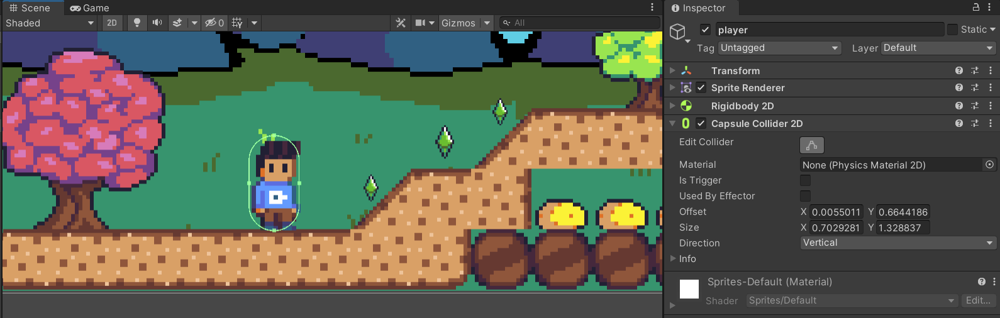 Scene Game
Shaded 2D 0 Gizmos All
Inspector
player Static
Tag Untagged Layer Default
Transform
Sprite Renderer
Rigidbody 2D
Capsule Collider 2D
Edit Collider
Material None (Physics Material 2D)
Is Trigger
Used By Effector
Offset X 0.0055011 Y 0.6644186
Size X 0.7029281 Y 1.328837
Direction Vertical
Info
Sprites-Default (Material)
Shader Sprites/Default Edit...